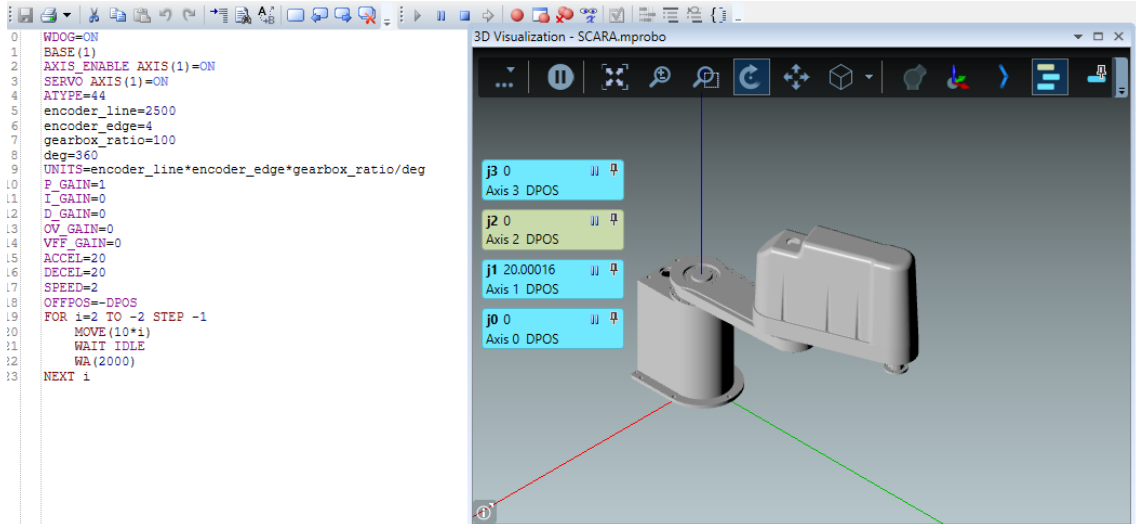 0 WDOG=ON
1 BASE(1)
2 AXIS_ENABLE AXIS(1)=ON
3 SERVO AXIS(1)=ON
4 ATYPE=44
5 encoder_line=2500
6 encoder_edge=4
7 gearbox_ratio=100
8 deg=360
9 UNITS=encoder_line*encoder_edge*gearbox_ratio/deg
10 P_GAIN=1
11 I_GAIN=0
12 D_GAIN=0
13 OV_GAIN=0
14 VFF_GAIN=0
15 ACCEL=20
16 DECEL=20
17 SPEED=2
18 OFFPOS=-DPOS
19 FOR i=2 TO -2 STEP -1
20 MOVE(10*i)
21 WAIT IDLE
22 WA(2000)
23 NEXT i
3D Visualization - SCARA.mprobo
j3 0
Axis 3 DPOS
j2 0
Axis 2 DPOS
j1 20.00016
Axis 1 DPOS
j0 0
Axis 0 DPOS